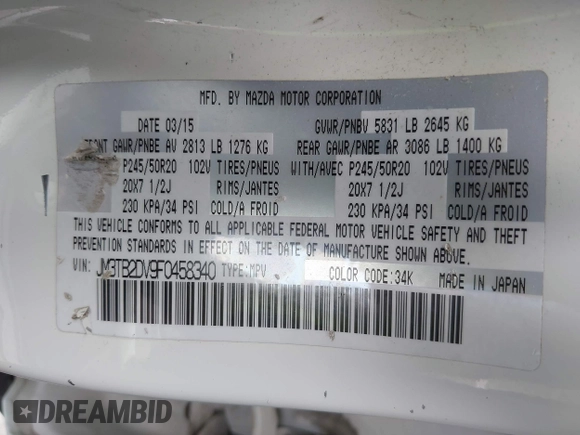 MFD. BY MAZDA MOTOR CORPORATION
DATE 03/15 GVWR/PNBV 5831 LB 2645 KG
FRONT GAWR/PNBE AV 2813 LB 1276 KG REAR GAWR/PNBE AR 3086 LB 1400 KG
P245/50R20 102V TIRES/PNEUS WITH/AVEC P245/50R20 102V TIRES/PNEUS
20X7 1/2J RIMS/JANTES 20X7 1/2J RIMS/JANTES
230 KPA/34 PSI COLD/A FROID 230 KPA/34 PSI COLD/A FROID
THIS VEHICLE CONFORMS TO ALL APPLICABLE FEDERAL MOTOR VEHICLE SAFETY AND THEFT
PREVENTION STANDARDS IN EFFECT ON THE DATE OF MANUFACTURE SHOWN ABOVE.
VIN: JM3TB2DV9F0458340 TYPE: MPV COLOR CODE: 34K MADE IN JAPAN
DREAMBID